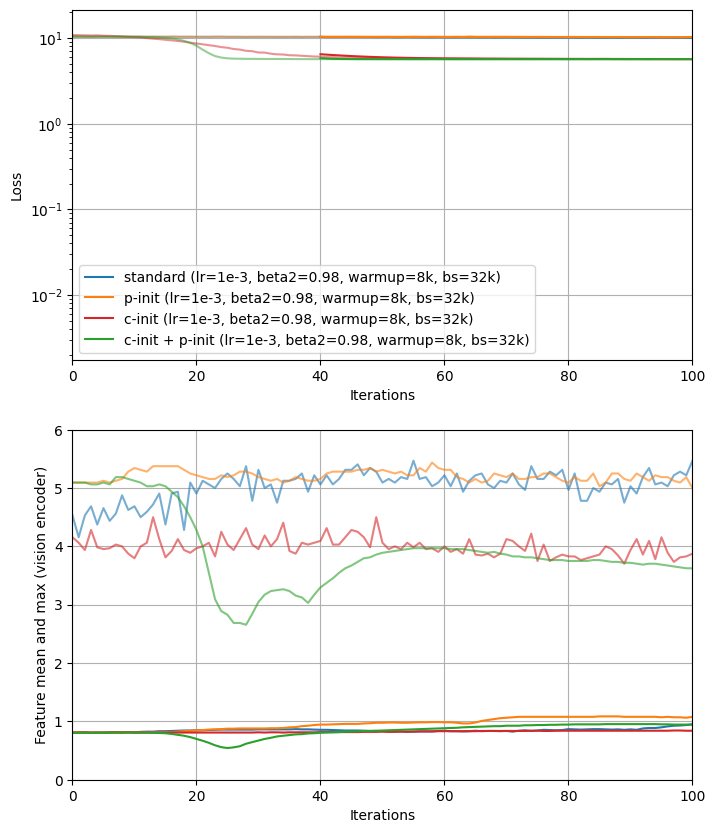 10^1
10^0
10^-1
10^-2
Loss
standard (lr=1e-3, beta2=0.98, warmup=8k, bs=32k)
p-init (lr=1e-3, beta2=0.98, warmup=8k, bs=32k)
c-init (lr=1e-3, beta2=0.98, warmup=8k, bs=32k)
c-init + p-init (lr=1e-3, beta2=0.98, warmup=8k, bs=32k)
0 20 40 60 80 100
Iterations
6
5
4
3
2
1
0
Feature mean and max (vision encoder)
0 20 40 60 80 100
Iterations